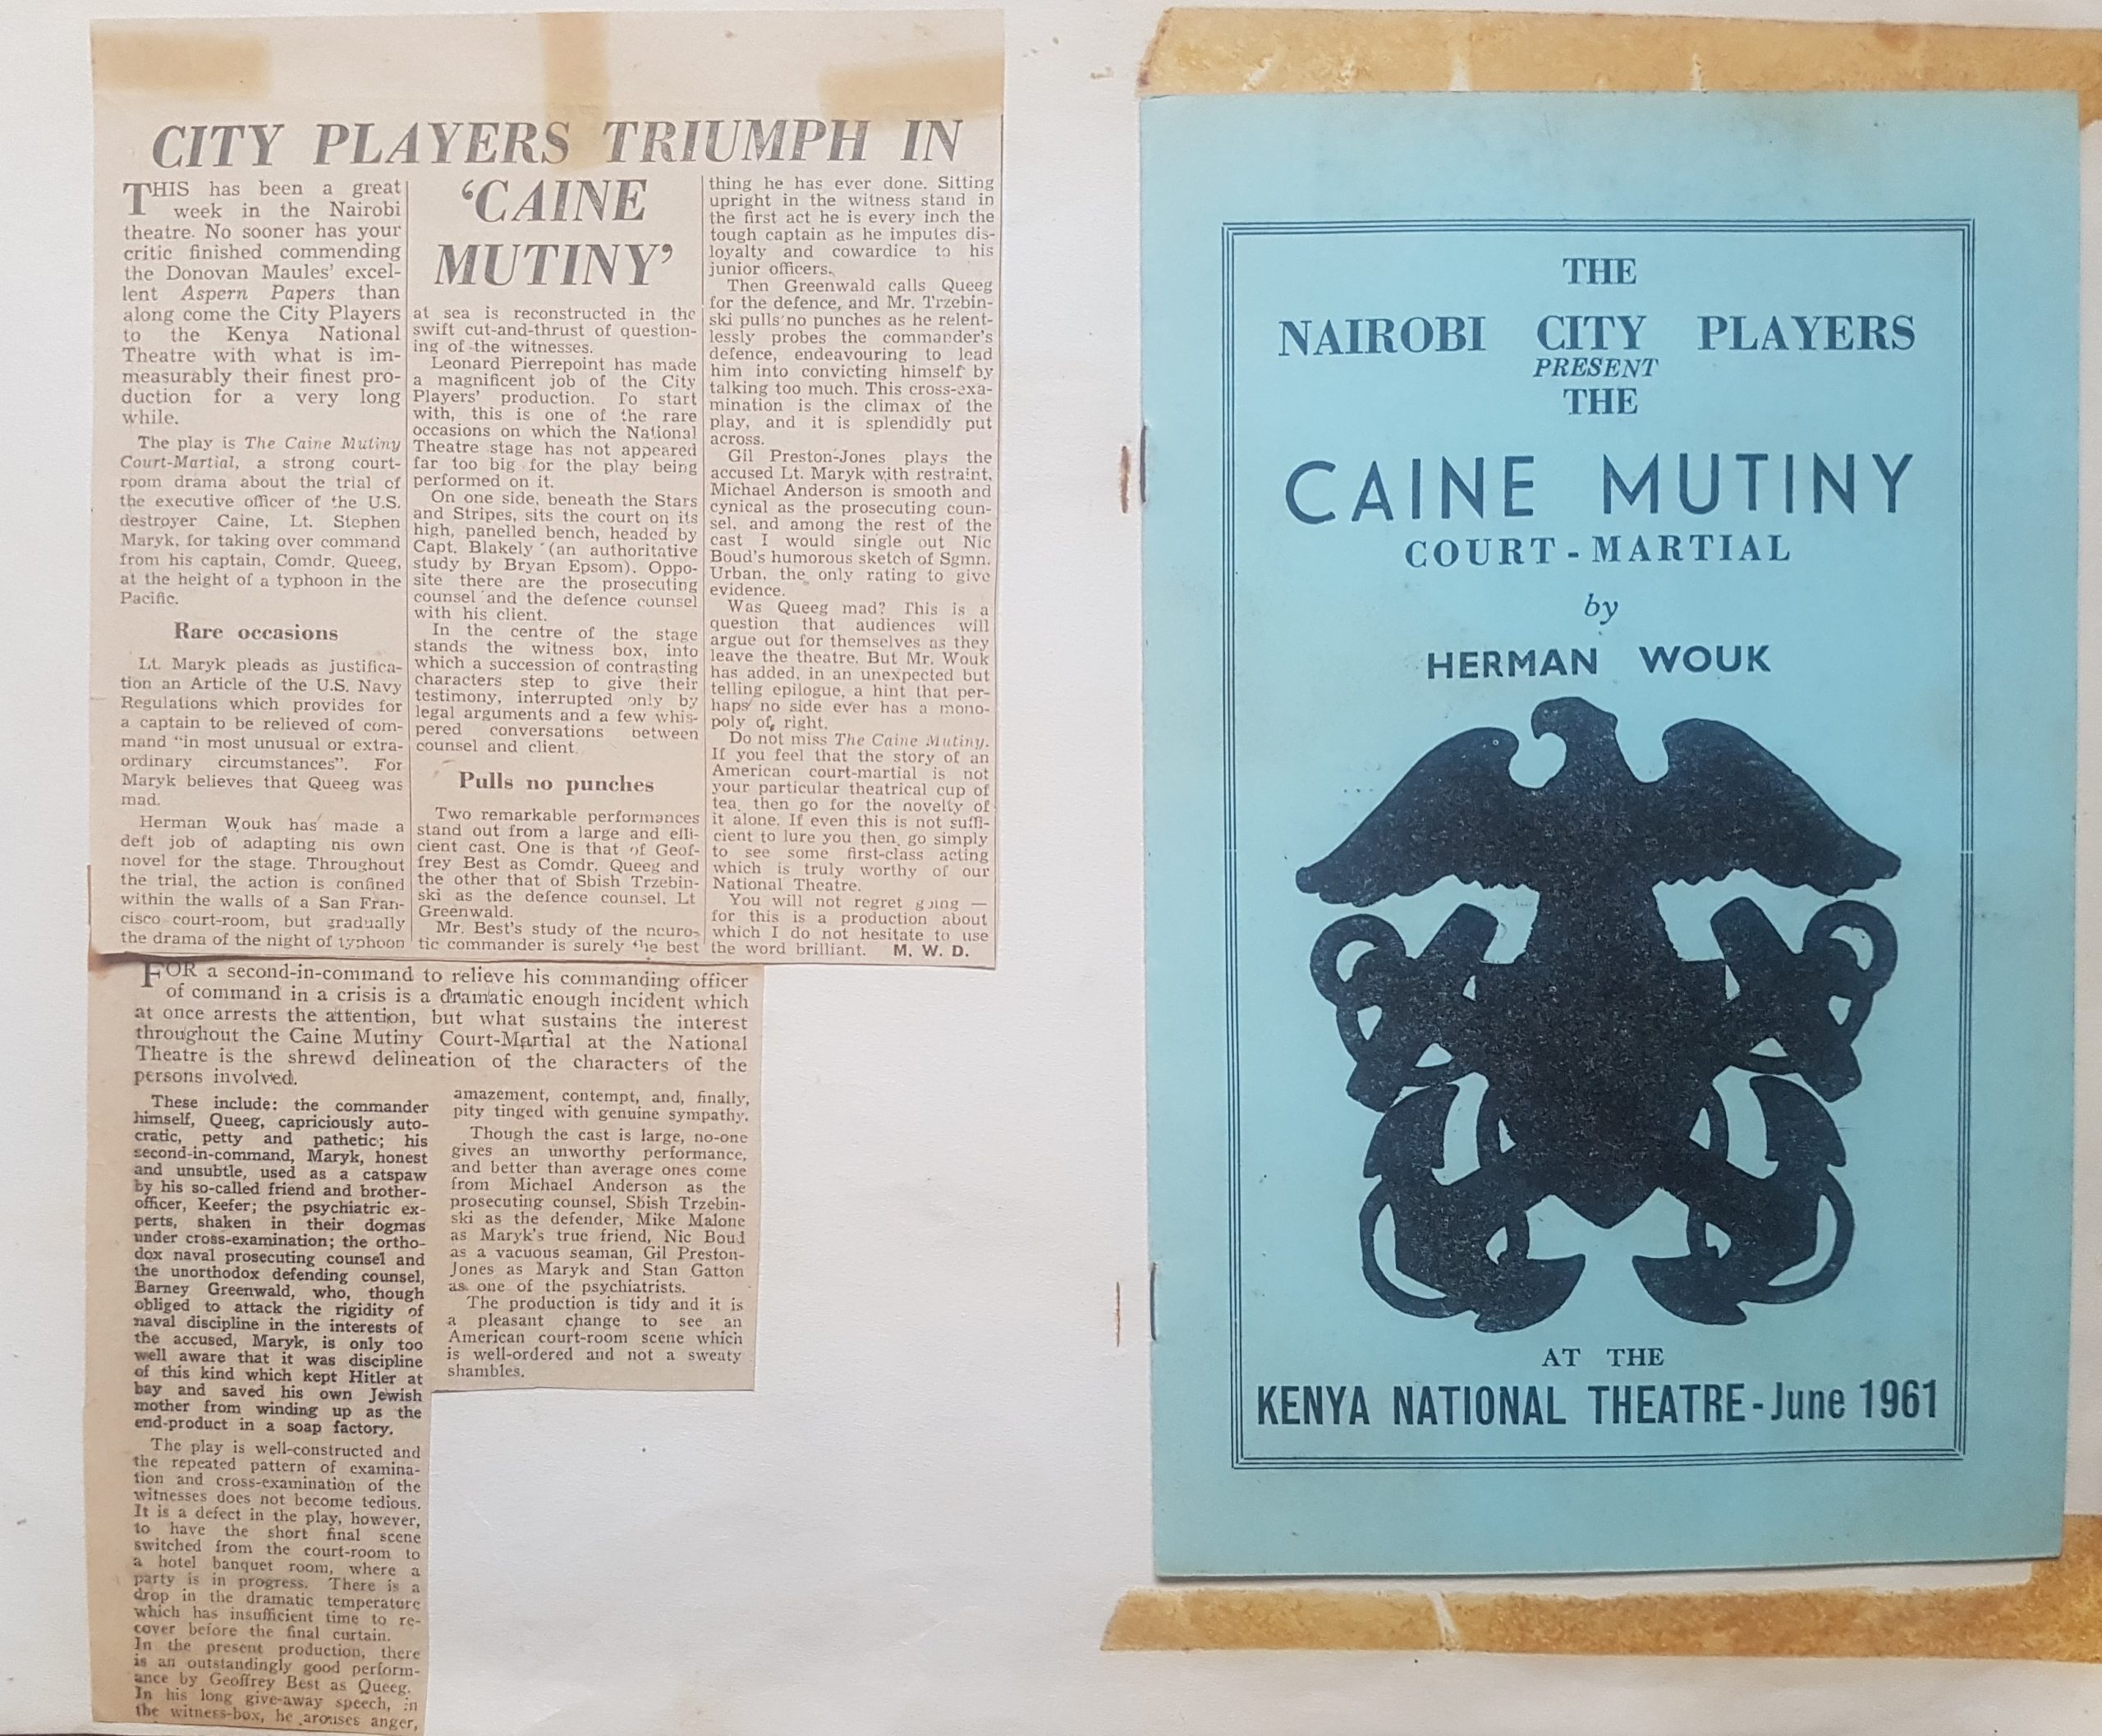 CITY PLAYERS TRIUMPH IN
‘CAINE
MUTINY’
THIS has been a great
week in the Nairobi
theatre. No sooner has your
critic finished commending
the Donovan Maules' excel-
lent Aspern Papers than
along come the City Players
to the Kenya National
Theatre with what is im-
measurably their finest pro-
duction for a very long
while.
The play is The Caine Mutiny
Court-Martial, a strong court-
room drama about the trial of
the executive officer of the U.S.
destroyer Caine, Lt. Stephen
Maryk, for taking over command
from his captain, Comdr. Queeg,
at the height of a typhoon in the
Pacific.
Rare occasions
Lt. Maryk pleads as justifica-
tion an Article of the U.S. Navy
Regulations which provides for
a captain to be relieved of com-
mand “in most unusual or extra-
ordinary circumstances”. For
Maryk believes that Queeg was
mad.
Herman Wouk has made a
deft job of adapting his own
novel for the stage. Throughout
the trial, the action is confined
within the walls of a San Fran-
cisco court-room, but gradually
the drama of the night of typhoon
at sea is reconstructed in the
swift cut-and-thrust of question-
ing of the witnesses.
Leonard Pierrepoint has made
a magnificent job of the City
Players' production. To start
with, this is one of the rare
occasions on which the National
Theatre stage has not appeared
far too big for the play being
performed on it.
On one side, beneath the Stars
and Stripes, sits the court on its
high, panelled bench, headed by
Capt. Blakely (an authoritative
study by Bryan Epsom). Oppo-
site there are the prosecuting
counsel and the defence counsel
with his client.
In the centre of the stage
stands the witness box, into
which a succession of contrasting
characters step to give their
testimony, interrupted only by
legal arguments and a few whis-
pered conversations between
counsel and client.
Pulls no punches
Two remarkable performances
stand out from a large and effi-
cient cast. One is that of Geof-
frey Best as Comdr. Queeg and
the other that of Sbish Trzebin-
ski as the defence counsel, Lt
Greenwald.
Mr. Best's study of the neuro-
tic commander is surely the best
thing he has ever done. Sitting
upright in the witness stand in
the first act he is every inch the
tough captain as he imputes dis-
loyalty and cowardice to his
junior officers.
Then Greenwald calls Queeg
for the defence, and Mr. Trzebin-
ski pulls no punches as he relent-
lessly probes the commander's
defence, endeavouring to lead
him into convicting himself by
talking too much. This cross-exa-
mination is the climax of the
play, and it is splendidly put
across.
Gil Preston-Jones plays the
accused Lt. Maryk with restraint,
Michael Anderson is smooth and
cynical as the prosecuting coun-
sel, and among the rest of the
cast I would single out Nic
Boud's humorous sketch of Sgmn.
Urban, the only rating to give
evidence.
Was Queeg mad? This is a
question that audiences will
argue out for themselves as they
leave the theatre. But Mr. Wouk
has added, in an unexpected but
telling epilogue, a hint that per-
haps no side ever has a mono-
poly of right.
Do not miss The Caine Mutiny.
If you feel that the story of an
American court-martial is not
your particular theatrical cup of
tea, then go for the novelty of
it alone. If even this is not suffi-
cient to lure you then go simply
to see some first-class acting
which is truly worthy of our
National Theatre.
You will not regret going —
for this is a production about
which I do not hesitate to use
the word brilliant. M. W. D.
FOR a second-in-command to relieve his commanding officer
of command in a crisis is a dramatic enough incident which
at once arrests the attention, but what sustains the interest
throughout the Caine Mutiny Court-Martial at the National
Theatre is the shrewd delineation of the characters of the
persons involved.
These include: the commander
himself, Queeg, capriciously auto-
cratic, petty and pathetic; his
second-in-command, Maryk, honest
and unsubtle, used as a catspaw
by his so-called friend and brother-
officer, Keefer; the psychiatric ex-
perts, shaken in their dogmas
under cross-examination; the ortho-
dox naval prosecuting counsel and
the unorthodox defending counsel,
Barney Greenwald, who, though
obliged to attack the rigidity of
naval discipline in the interests of
the accused, Maryk, is only too
well aware that it was discipline
of this kind which kept Hitler at
bay and saved his own Jewish
mother from winding up as the
end-product in a soap factory.
The play is well-constructed and
the repeated pattern of examina-
tion and cross-examination of the
witnesses does not become tedious.
It is a defect in the play, however,
to have the short final scene
switched from the court-room to
a hotel banquet room, where a
party is in progress. There is a
drop in the dramatic temperature
which has insufficient time to re-
cover before the final curtain.
In the present production, there
is an outstandingly good perform-
ance by Geoffrey Best as Queeg.
In his long give-away speech, in
the witness-box, he arouses anger,
amazement, contempt, and, finally,
pity tinged with genuine sympathy.
Though the cast is large, no-one
gives an unworthy performance,
and better than average ones come
from Michael Anderson as the
prosecuting counsel, Sbish Trzebin-
ski as the defender, Mike Malone
as Maryk's true friend, Nic Boud
as a vacuous seaman, Gil Preston-
Jones as Maryk and Stan Gatton
as one of the psychiatrists.
The production is tidy and it is
a pleasant change to see an
American court-room scene which
is well-ordered and not a sweaty
shambles.
THE
NAIROBI CITY PLAYERS
PRESENT
THE
CAINE MUTINY
COURT-MARTIAL
by
HERMAN WOUK
AT THE
KENYA NATIONAL THEATRE-June 1961